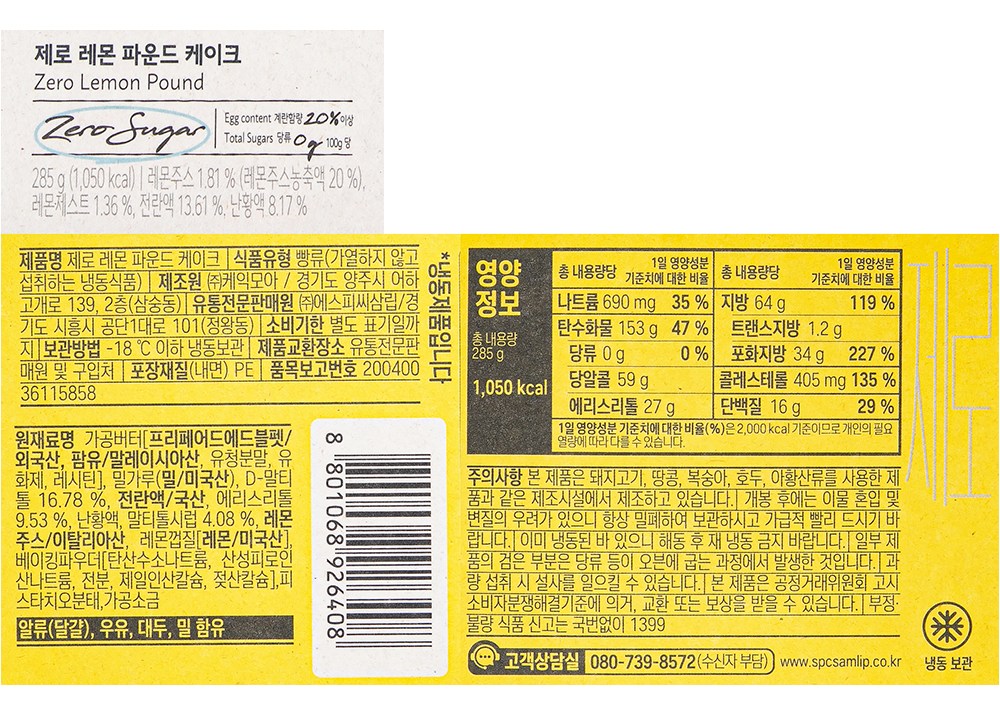 제로 레몬 파운드 케이크
Zero Lemon Pound
Zero Sugar
Egg content 계란함량 20%이상
Total Sugars 당류 0g 100g 당
285 g (1,050 kcal) | 레몬주스 1.81 % (레몬주스농축액 20 %),
레몬제스트 1.36 %, 전란액 13.61 %, 난황액 8.17 %
제품명 제로 레몬 파운드 케이크 | 식품유형 빵류(가열하지 않고
섭취하는 냉동식품) | 제조원 ㈜케익모아 / 경기도 양주시 어하
고개로 139, 2층(삼숭동) | 유통전문판매원 ㈜에스피씨삼립/경
기도 시흥시 공단1대로 101(정왕동) | 소비기한 별도 표기일까
지 | 보관방법 -18 ℃ 이하 냉동보관 | 제품교환장소 유통전문판
매원 및 구입처 | 포장재질(내면) PE | 품목보고번호 200400
36115858
*냉동제품입니다
원재료명 가공버터[프리페어드에드블펫/
외국산, 팜유/말레이시아산, 유청분말, 유
화제, 레시틴], 밀가루(밀/미국산), D-말티
톨 16.78 %, 전란액/국산, 에리스리톨
9.53 %, 난황액, 말티톨시럽 4.08 %, 레몬
주스/이탈리아산, 레몬껍질[레몬/미국산],
베이킹파우더[탄산수소나트륨, 산성피로인
산나트륨, 전분, 제일인산칼슘, 젖산칼슘],피
스타치오분태,가공소금
알류(달걀), 우유, 대두, 밀 함유
8 801068 926408
영양
정보
총 내용량
285 g
1,050 kcal
총 내용량당 1일 영양성분 기준치에 대한 비율
총 내용량당 1일 영양성분 기준치에 대한 비율
나트륨 690 mg 35 % 지방 64 g 119 %
탄수화물 153 g 47 % 트랜스지방 1.2 g
당류 0 g 0 % 포화지방 34 g 227 %
당알콜 59 g 콜레스테롤 405 mg 135 %
에리스리톨 27 g 단백질 16 g 29 %
1일 영양성분 기준치에 대한 비율(%)은 2,000 kcal 기준이므로 개인의 필요
열량에 따라 다를 수 있습니다.
주의사항 본 제품은 돼지고기, 땅콩, 복숭아, 호두, 아황산류를 사용한 제
품과 같은 제조시설에서 제조하고 있습니다. | 개봉 후에는 이물 혼입 및
변질의 우려가 있으니 항상 밀폐하여 보관하시고 가급적 빨리 드시기 바
랍니다. | 이미 냉동된 바 있으니 해동 후 재 냉동 금지 바랍니다. | 일부 제
품의 검은 부분은 당류 등이 오븐에 굽는 과정에서 발생한 것입니다. | 과
량 섭취 시 설사를 일으킬 수 있습니다. | 본 제품은 공정거래위원회 고시
소비자분쟁해결기준에 의거, 교환 또는 보상을 받을 수 있습니다. | 부정·
불량 식품 신고는 국번없이 1399
고객상담실 080-739-8572 (수신자 부담) www.spcsamlip.co.kr
제로
냉동 보관